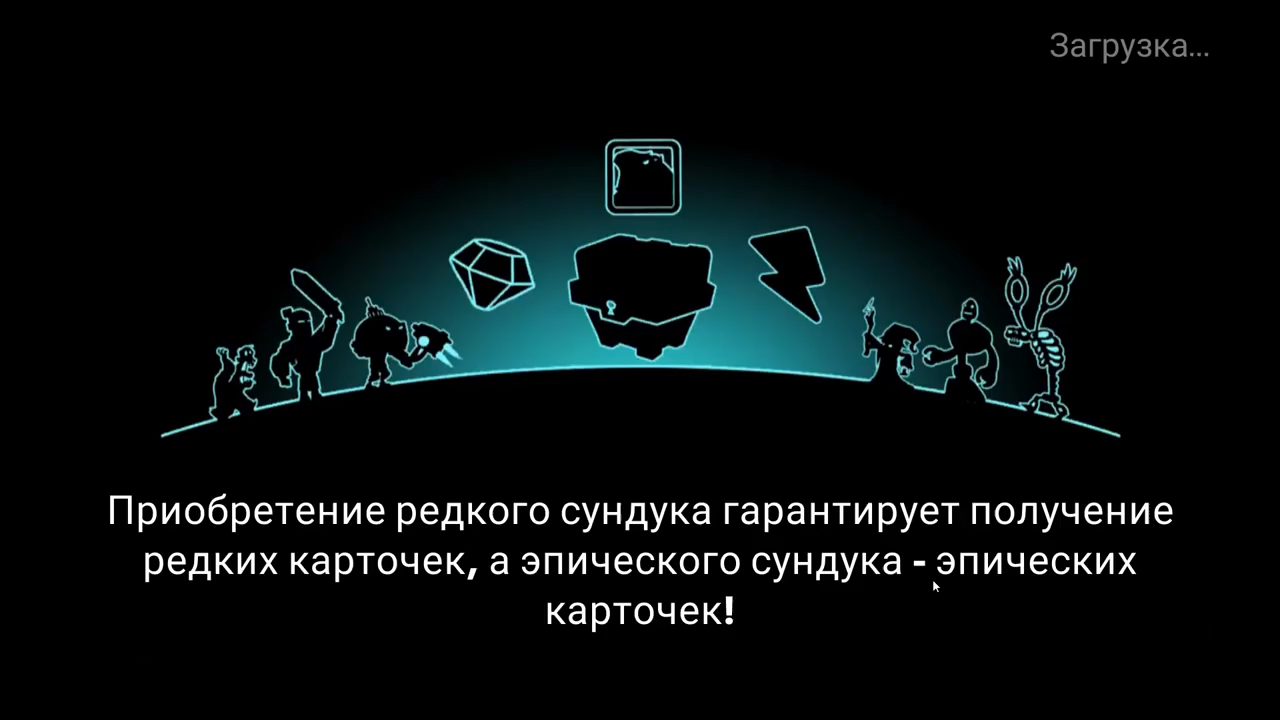 Загрузка...
Приобретение редкого сундука гарантирует получение
редких карточек, а эпического сундука - эпических
карточек!